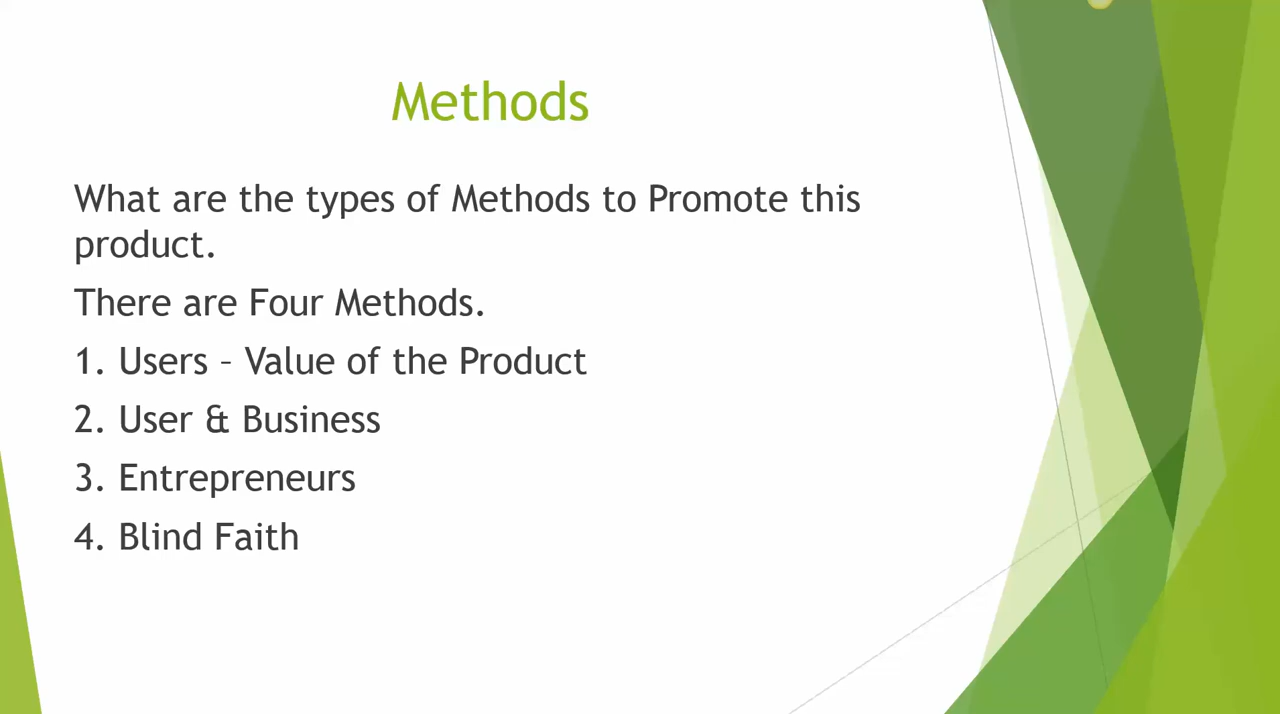 Methods
What are the types of Methods to Promote this
product.
There are Four Methods.
1. Users – Value of the Product
2. User & Business
3. Entrepreneurs
4. Blind Faith